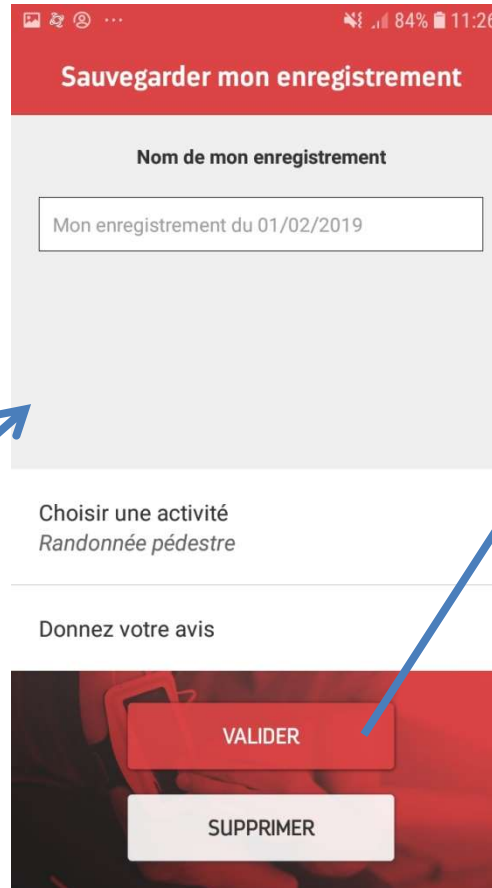 84% 11:26
Sauvegarder mon enregistrement
Nom de mon enregistrement
Mon enregistrement du 01/02/2019
Choisir une activité
Randonnée pédestre
Donnez votre avis
VALIDER
SUPPRIMER